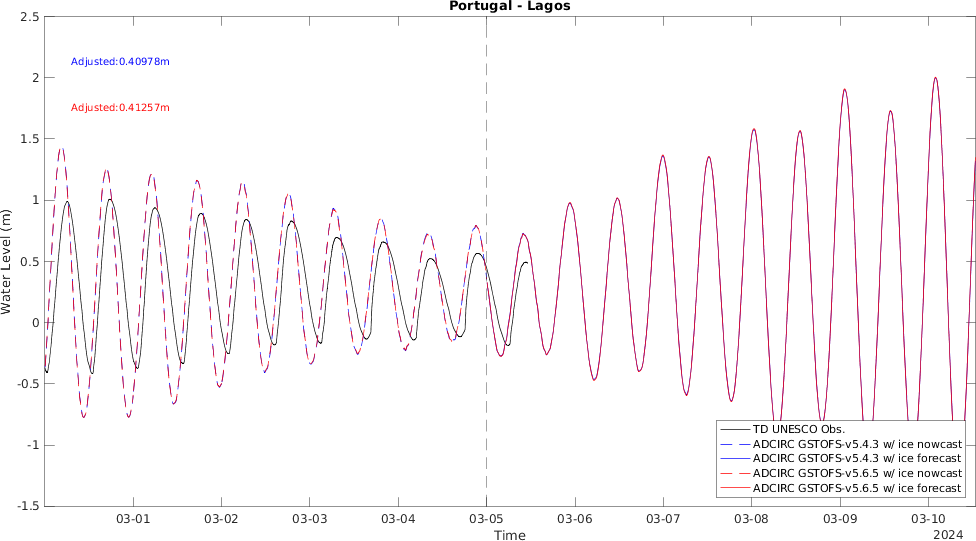 Portugal - Lagos
2.5
2
1.5
1
0.5
0
-0.5
-1
-1.5
Water Level (m)
Adjusted:0.40978m
Adjusted:0.41257m
TD UNESCO Obs.
ADCIRC GSTOFS-v5.4.3 w/ ice nowcast
ADCIRC GSTOFS-v5.4.3 w/ ice forecast
ADCIRC GSTOFS-v5.6.5 w/ ice nowcast
ADCIRC GSTOFS-v5.6.5 w/ ice forecast
03-01 03-02 03-03 03-04 03-05 03-06 03-07 03-08 03-09 03-10
Time
2024